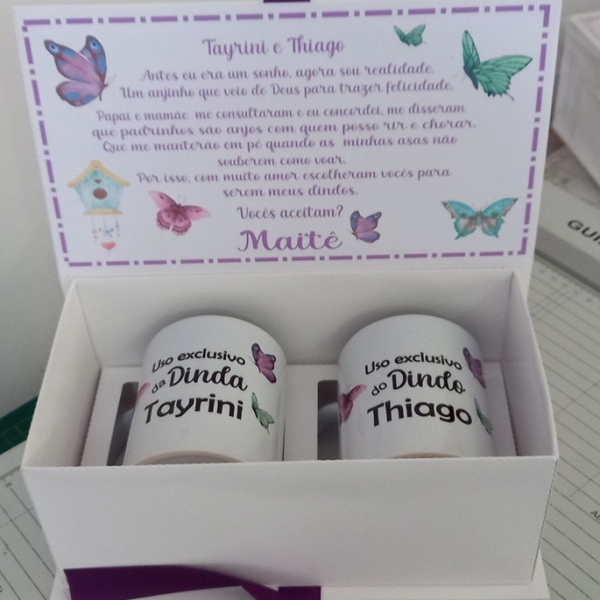 Tayrini e Thiago
Antes eu era um sonho, agora sou realidade.
Um anjinho que veio de Deus para trazer felicidade.
Papai e mamãe me consultaram e eu concordei, me disseram
que padrinhos são anjos com quem posso rir e chorar.
Que me manterão em pé quando as minhas asas não
souberem como voar.
Por isso, com muito amor escolheram vocês para
serem meus dindos.
Vocês aceitam?
Maitê
Uso exclusivo
da Dinda
Tayrini
Uso exclusivo
do Dindo
Thiago